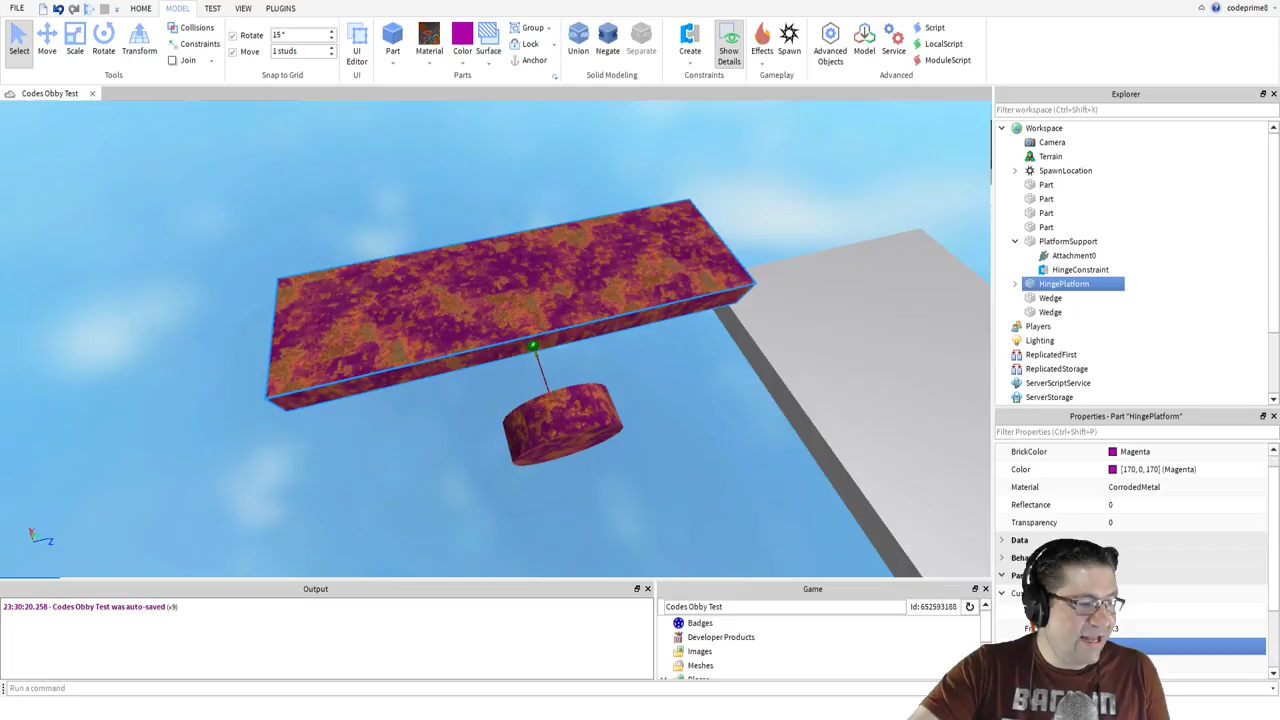 FILE HOME MODEL TEST VIEW PLUGINS codeprime8
Select Move Scale Rotate Transform Collisions Constraints Join
Tools
Rotate 15°
Move 1 studs
Snap to Grid
UI Editor
UI
Part Material Color Surface Group Lock Anchor
Parts
Union Negate Separate
Solid Modeling
Create Show Details
Constraints
Effects Spawn
Gameplay
Advanced Objects Model Service Script LocalScript ModuleScript
Advanced
Codes Obby Test
Explorer
Filter workspace (Ctrl+Shift+X)
Workspace
Camera
Terrain
SpawnLocation
Part
Part
Part
Part
PlatformSupport
Attachment0
HingeConstraint
HingePlatform
Wedge
Wedge
Players
Lighting
ReplicatedFirst
ReplicatedStorage
ServerScriptService
ServerStorage
Properties - Part "HingePlatform"
Filter Properties (Ctrl+Shift+P)
BrickColor Magenta
Color [170, 0, 170] (Magenta)
Material CorrodedMetal
Reflectance 0
Transparency 0
Data
X
Z
Output
23:30:20.258 - Codes Obby Test was auto-saved (x9)
Game
Codes Obby Test Id: 652593188
Badges
Developer Products
Images
Meshes
Run a command